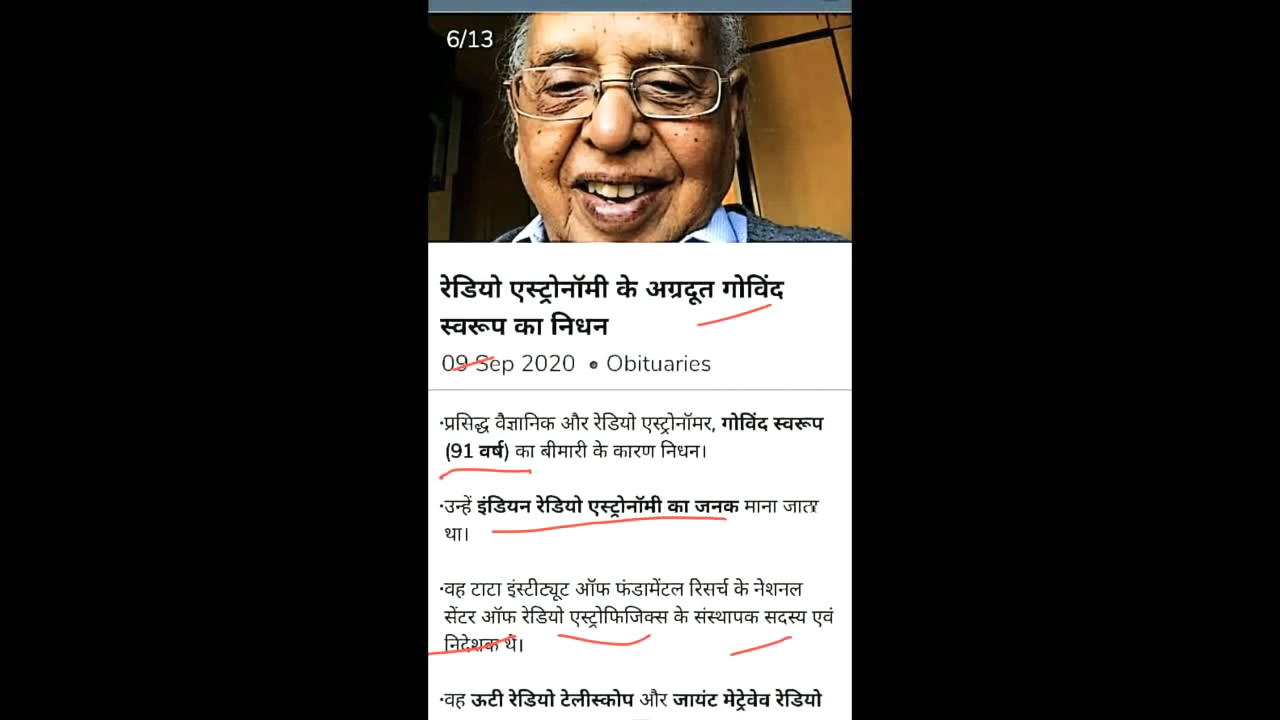 6/13
रेडियो एस्ट्रोनॉमी के अग्रदूत गोविंद
स्वरूप का निधन
09 Sep 2020 • Obituaries
•प्रसिद्ध वैज्ञानिक और रेडियो एस्ट्रोनॉमर, गोविंद स्वरूप
(91 वर्ष) का बीमारी के कारण निधन।
•उन्हें इंडियन रेडियो एस्ट्रोनॉमी का जनक माना जाता
था।
•वह टाटा इंस्टीट्यूट ऑफ फंडामेंटल रिसर्च के नेशनल
सेंटर ऑफ रेडियो एस्ट्रोफिजिक्स के संस्थापक सदस्य एवं
निदेशक थे।
•वह ऊटी रेडियो टेलीस्कोप और जायंट मेट्रेवेव रेडियो